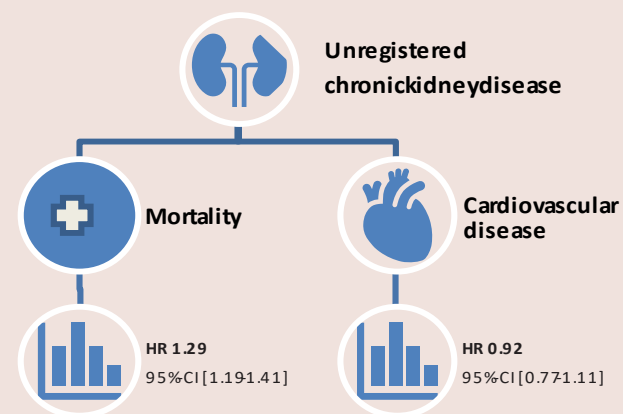 Unregistered
chronickidneydisease
Mortality
Cardiovascular
disease
HR 1.29
95%CI [1.19-1.41]
HR 0.92
95%CI [0.77-1.11]